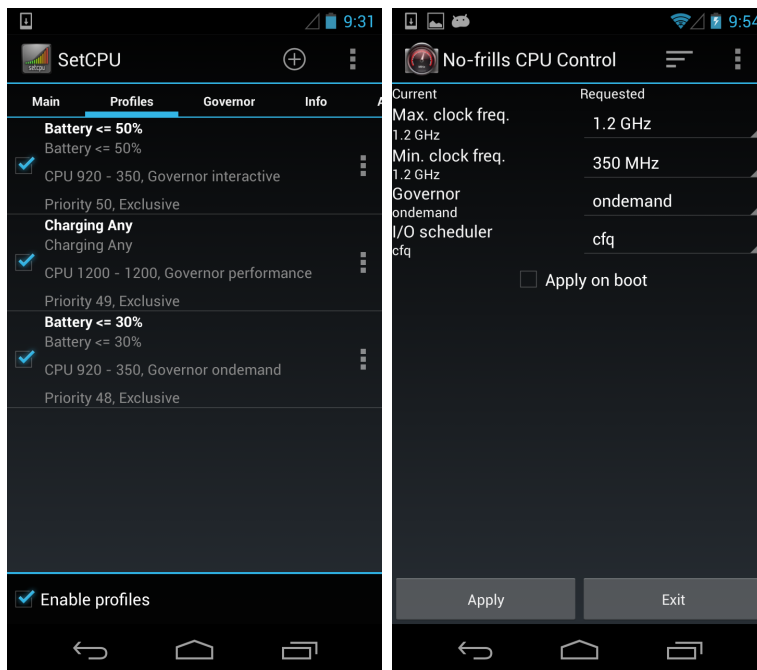 9:31
setcpu
SetCPU
Main Profiles Governor Info A
Battery <= 50%
Battery <= 50%
CPU 920 - 350, Governor interactive
Priority 50, Exclusive
Charging Any
Charging Any
CPU 1200 - 1200, Governor performance
Priority 49, Exclusive
Battery <= 30%
Battery <= 30%
CPU 920 - 350, Governor ondemand
Priority 48, Exclusive
Enable profiles
9:54
No-frills CPU Control
Current Requested
Max. clock freq.
1.2 GHz
1.2 GHz
Min. clock freq.
1.2 GHz
350 MHz
Governor
ondemand
ondemand
I/O scheduler
cfq
cfq
Apply on boot
Apply Exit